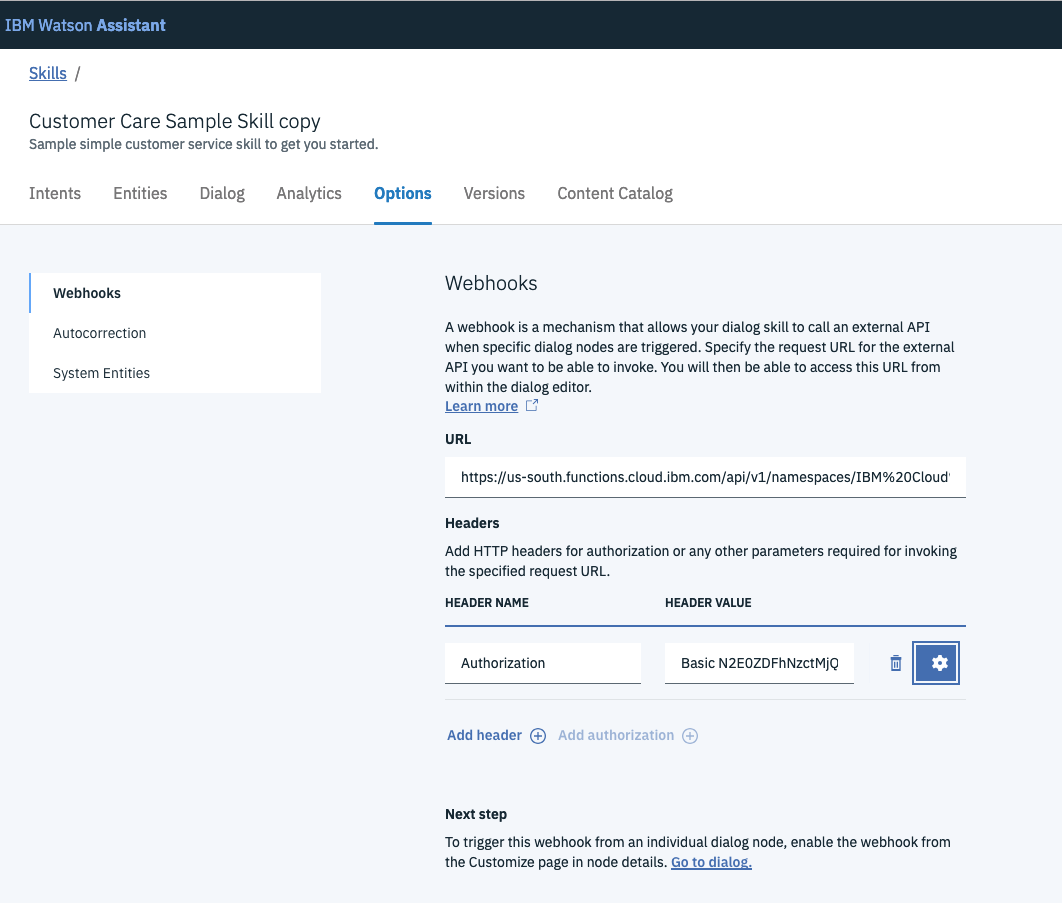 IBM Watson Assistant
Skills /
Customer Care Sample Skill copy
Sample simple customer service skill to get you started.
Intents Entities Dialog Analytics Options Versions Content Catalog
Webhooks
Autocorrection
System Entities
Webhooks
A webhook is a mechanism that allows your dialog skill to call an external API
when specific dialog nodes are triggered. Specify the request URL for the external
API you want to be able to invoke. You will then be able to access this URL from
within the dialog editor.
Learn more
URL
https://us-south.functions.cloud.ibm.com/api/v1/namespaces/IBM%20Cloud
Headers
Add HTTP headers for authorization or any other parameters required for invoking
the specified request URL.
HEADER NAME HEADER VALUE
Authorization Basic N2E0ZDFhNzctMjQ
Add header Add authorization
Next step
To trigger this webhook from an individual dialog node, enable the webhook from
the Customize page in node details. Go to dialog.